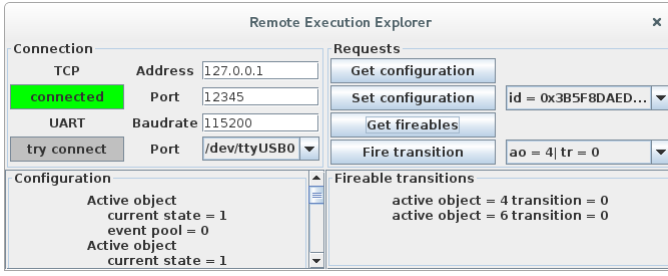 Remote Execution Explorer
Connection
TCP Address 127.0.0.1
connected Port 12345
UART Baudrate 115200
try connect Port /dev/ttyUSB0
Requests
Get configuration
Set configuration id = 0x3B5F8DAED...
Get fireables
Fire transition ao = 4| tr = 0
Configuration
Active object
current state = 1
event pool = 0
Active object
current state = 1
Fireable transitions
active object = 4 transition = 0
active object = 6 transition = 0